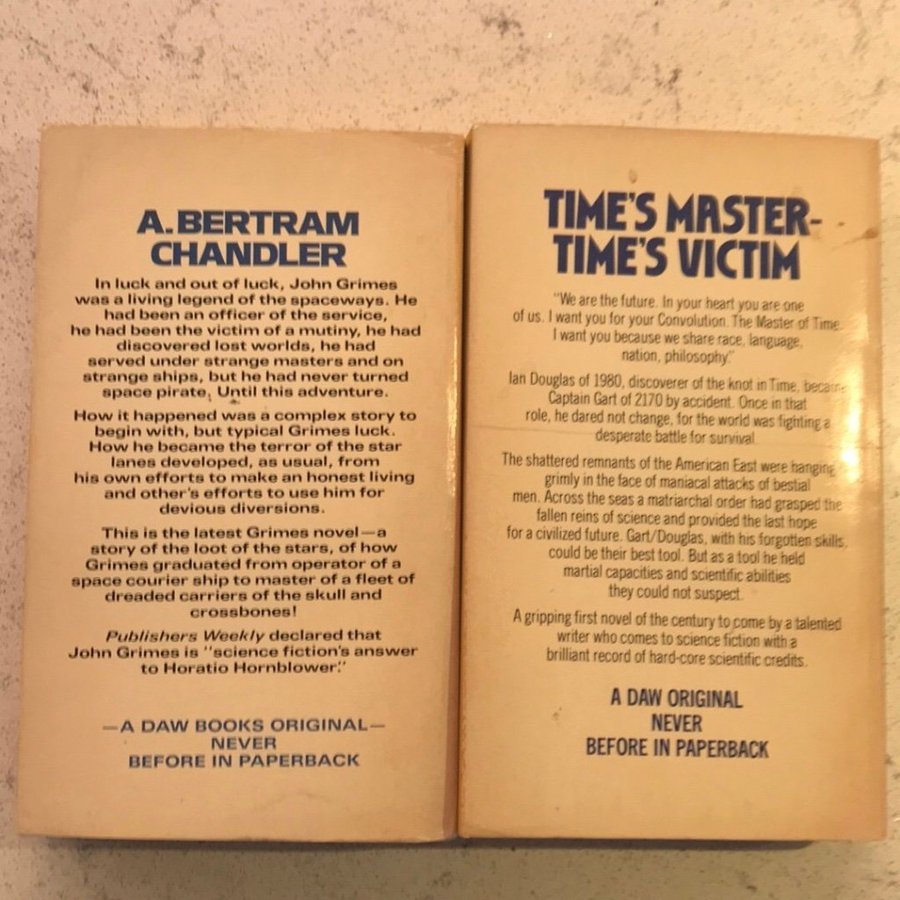 A. BERTRAM
CHANDLER
In luck and out of luck, John Grimes
was a living legend of the spaceways. He
had been an officer of the service,
he had been the victim of a mutiny, he had
discovered lost worlds, he had
served under strange masters and on
strange ships, but he had never turned
space pirate. Until this adventure.
How it happened was a complex story to
begin with, but typical Grimes luck.
How he became the terror of the star
lanes developed, as usual, from
his own efforts to make an honest living
and other's efforts to use him for
devious diversions.
This is the latest Grimes novel—a
story of the loot of the stars, of how
Grimes graduated from operator of a
space courier ship to master of a fleet of
dreaded carriers of the skull and
crossbones!
Publishers Weekly declared that
John Grimes is "science fiction's answer
to Horatio Hornblower."
—A DAW BOOKS ORIGINAL—
NEVER
BEFORE IN PAPERBACK
TIME'S MASTER-
TIME'S VICTIM
"We are the future. In your heart you are one
of us. I want you for your Convolution. The Master of Time.
I want you because we share race, language,
nation, philosophy."
Ian Douglas of 1980, discoverer of the knot in Time, became
Captain Gart of 2170 by accident. Once in that
role, he dared not change, for the world was fighting a
desperate battle for survival.
The shattered remnants of the American East were hanging
grimly in the face of maniacal attacks of bestial
men. Across the seas a matriarchal order had grasped the
fallen reins of science and provided the last hope
for a civilized future. Gart/Douglas, with his forgotten skills,
could be their best tool. But as a tool he held
martial capacities and scientific abilities
they could not suspect.
A gripping first novel of the century to come by a talented
writer who comes to science fiction with a
brilliant record of hard-core scientific credits.
A DAW ORIGINAL
NEVER
BEFORE IN PAPERBACK